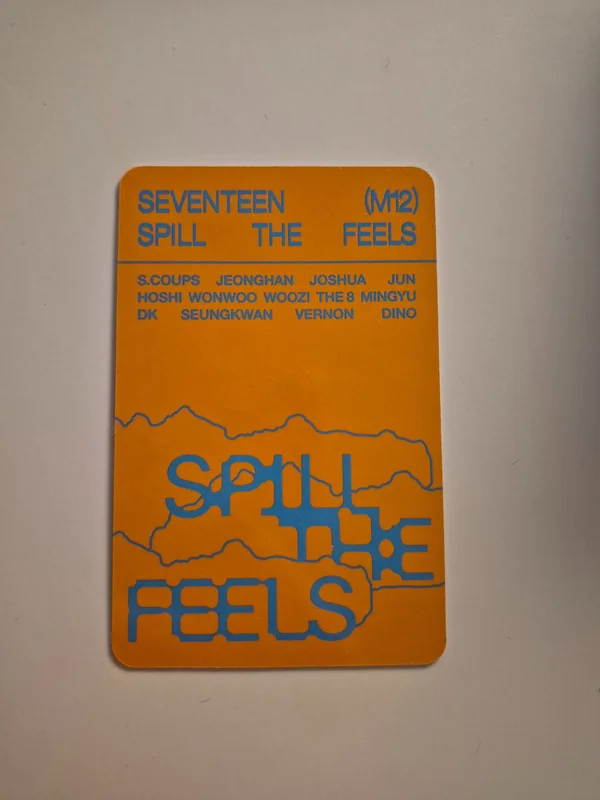 SEVENTEEN (M12)
SPILL THE FEELS
S.COUPS JEONGHAN JOSHUA JUN
HOSHI WONWOO WOOZI THE 8 MINGYU
DK SEUNGKWAN VERNON DINO
SPILL
THE
FEELS